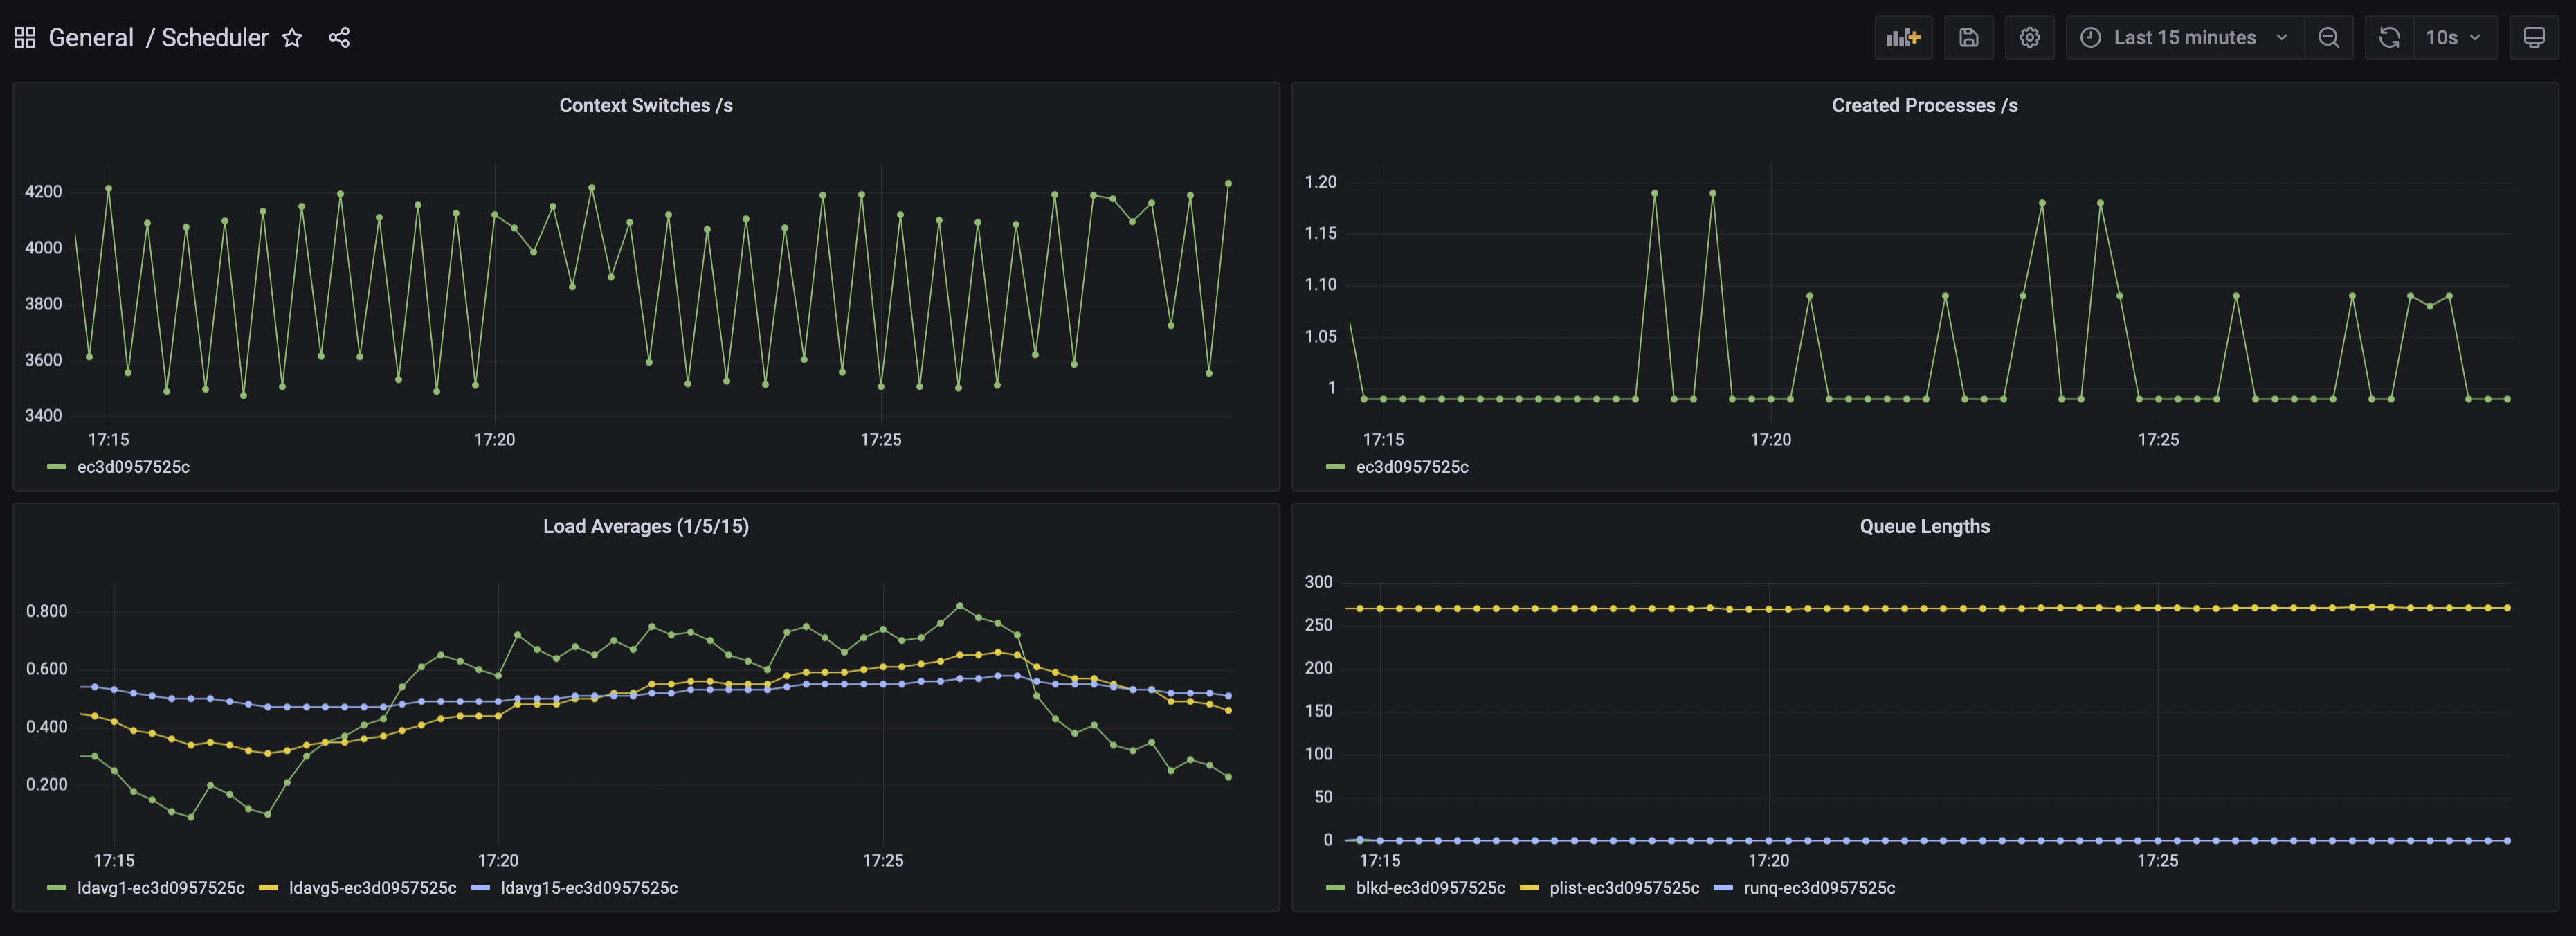 General / Scheduler
Last 15 minutes
10s
Context Switches /s
4200
4000
3800
3600
3400
17:15 17:20 17:25
ec3d0957525c
Created Processes /s
1.20
1.15
1.10
1.05
1
17:15 17:20 17:25
ec3d0957525c
Load Averages (1/5/15)
0.800
0.600
0.400
0.200
17:15 17:20 17:25
ldavg1-ec3d0957525c ldavg5-ec3d0957525c ldavg15-ec3d0957525c
Queue Lengths
300
250
200
150
100
50
0
17:15 17:20 17:25
blkd-ec3d0957525c plist-ec3d0957525c runq-ec3d0957525c